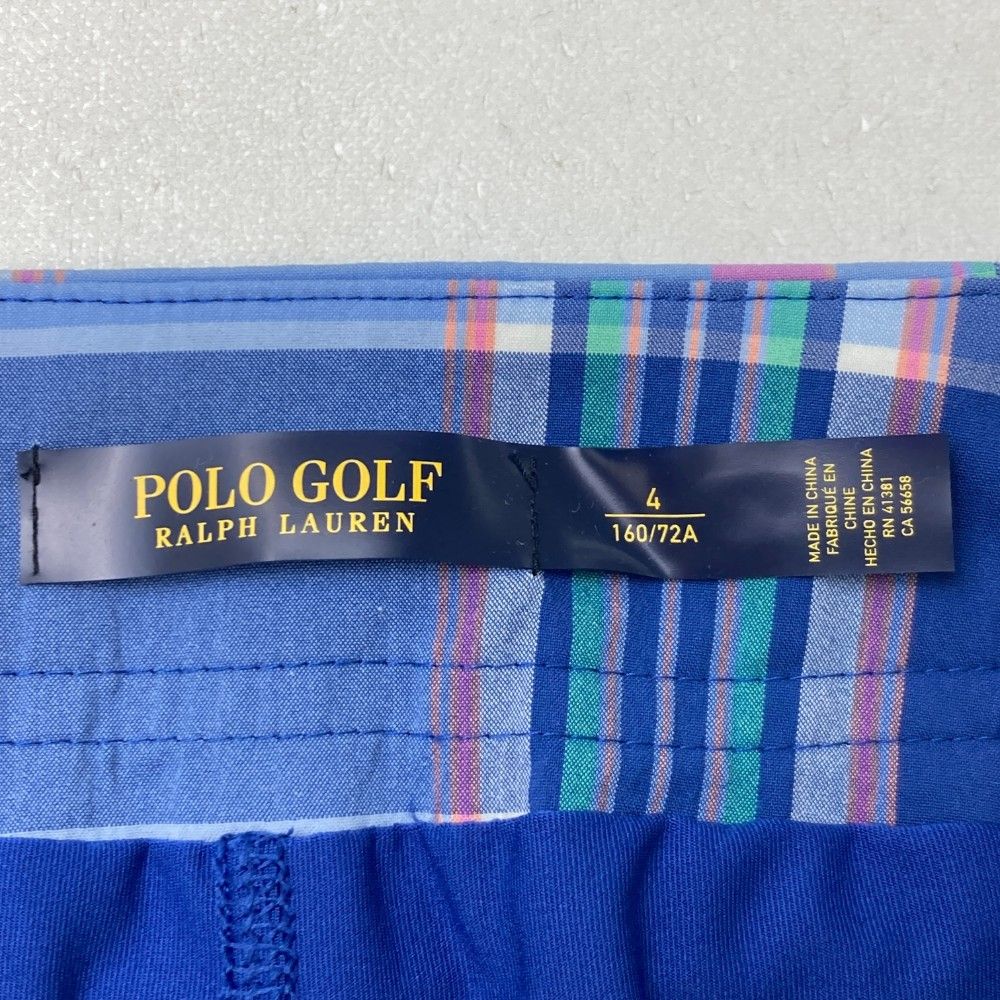 POLO GOLF
RALPH LAUREN
4
160/72A
MADE IN CHINA
FABRIQUÉ EN
CHINE
HECHO EN CHINA
RN 41381
CA 56658